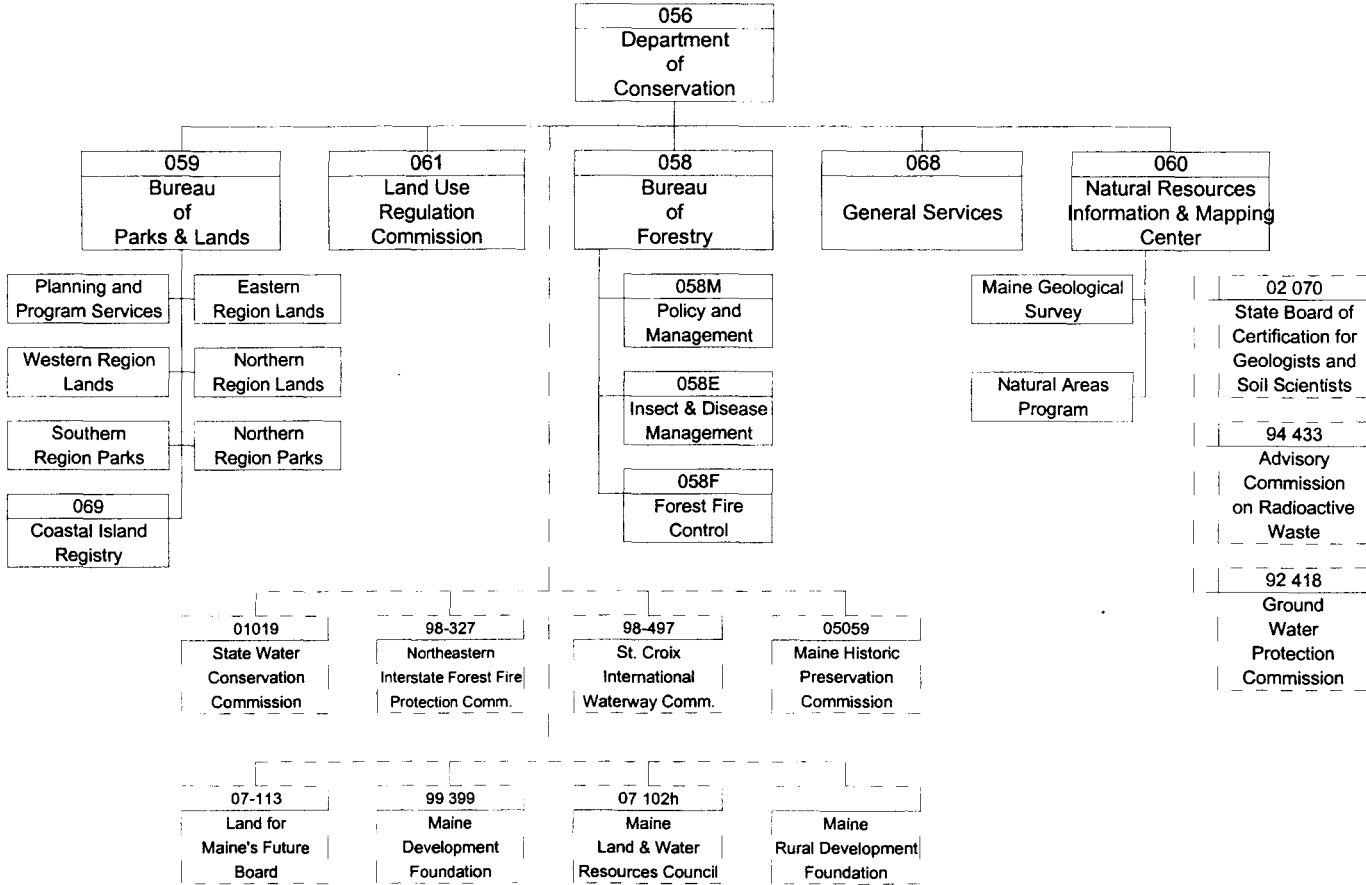 056
Department
of
Conservation
059
Bureau
of
Parks & Lands
061
Land Use
Regulation
Commission
058
Bureau
of
Forestry
068
General Services
060
Natural Resources
Information & Mapping
Center
Planning and
Program Services
Eastern
Region Lands
Western Region
Lands
Northern
Region Lands
Southern
Region Parks
Northern
Region Parks
069
Coastal Island
Registry
058M
Policy and
Management
058E
Insect & Disease
Management
058F
Forest Fire
Control
Maine Geological
Survey
Natural Areas
Program
02 070
State Board of
Certification for
Geologists and
Soil Scientists
94 433
Advisory
Commission
on Radioactive
Waste
92 418
Ground
Water
Protection
Commission
01019
State Water
Conservation
Commission
98-327
Northeastern
Interstate Forest Fire
Protection Comm.
98-497
St. Croix
International
Waterway Comm.
05059
Maine Historic
Preservation
Commission
07-113
Land for
Maine's Future
Board
99 399
Maine
Development
Foundation
07 102h
Maine
Land & Water
Resources Council
Maine
Rural Development
Foundation